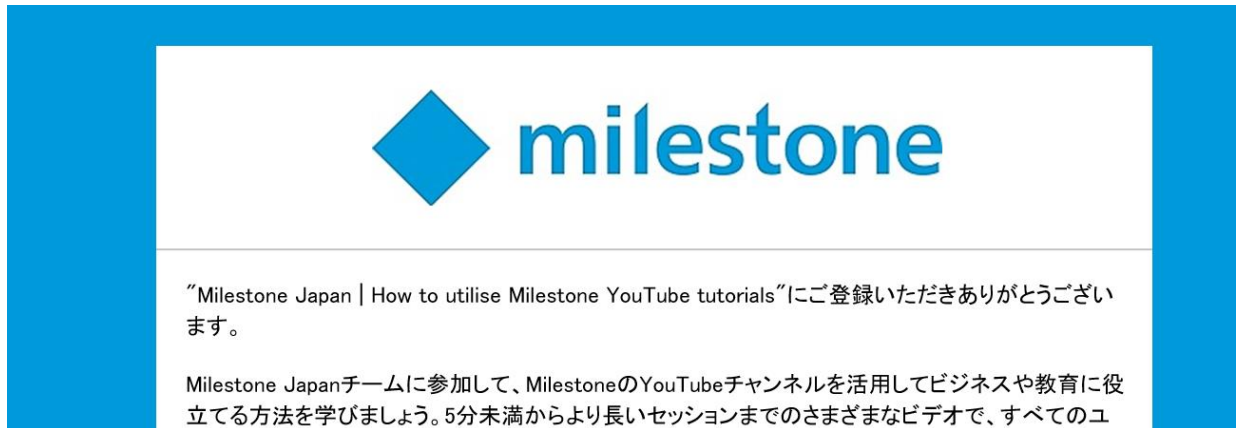 milestone
"Milestone Japan | How to utilise Milestone YouTube tutorials"にご登録いただきありがとうござい
ます。
Milestone Japanチームに参加して、MilestoneのYouTubeチャンネルを活用してビジネスや教育に役
立てる方法を学びましょう。5分未満からより長いセッションまでのさまざまなビデオで、すべてのユ